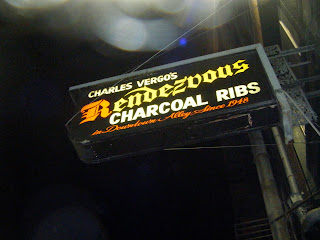 CHARLES VERGO'S
Rendezvous
CHARCOAL RIBS
in Downtown Alley Since 1948